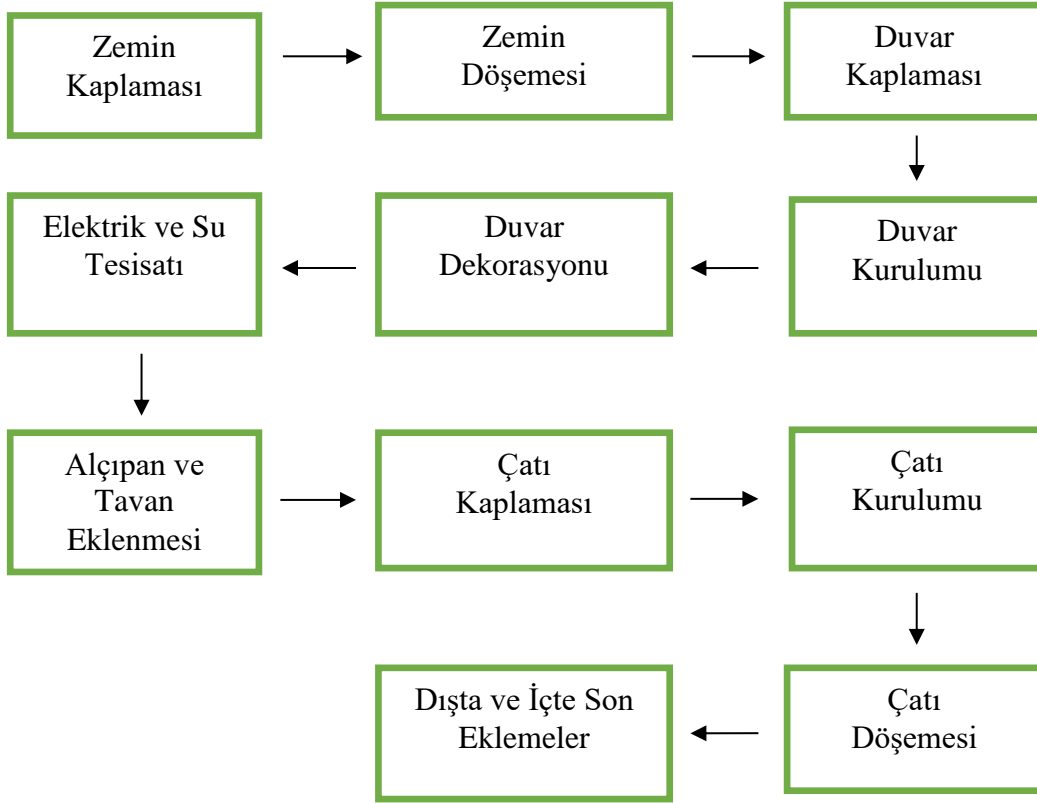 Zemin
Kaplaması
Zemin
Döşemesi
Duvar
Kaplaması
Duvar
Kurulumu
Duvar
Dekorasyonu
Elektrik ve Su
Tesisatı
Alçıpan ve
Tavan
Eklenmesi
Çatı
Kaplaması
Çatı
Kurulumu
Çatı
Döşemesi
Dışta ve İçte Son
Eklemeler